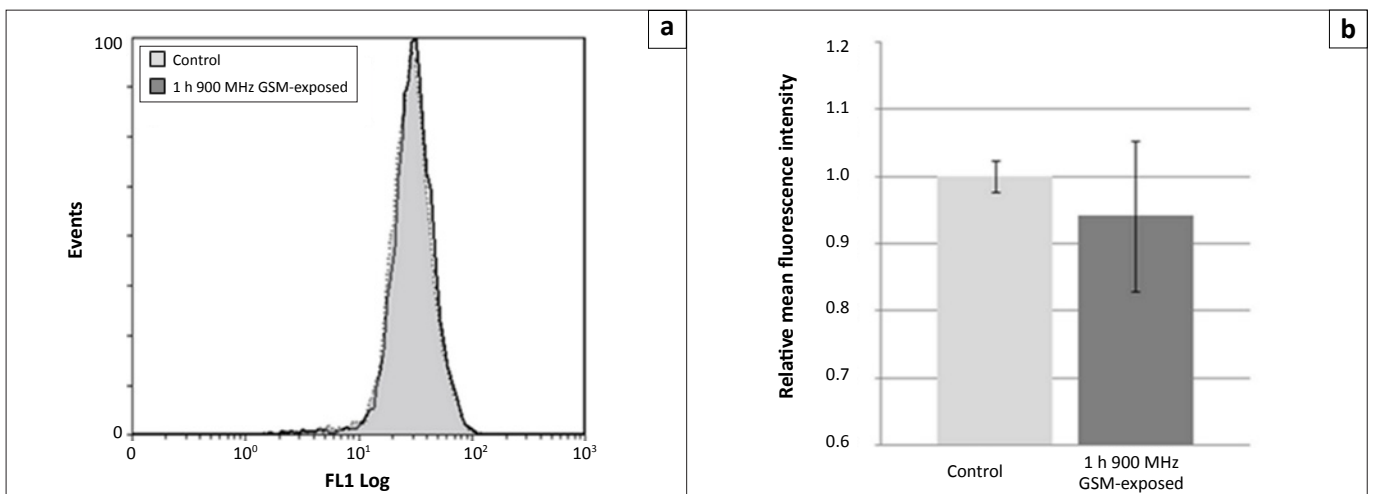 a
100
Control
1 h 900 MHz GSM-exposed
Events
0
0
10⁰
10¹
10²
10³
FL1 Log
b
Relative mean fluorescence intensity
1.2
1.1
1.0
0.9
0.8
0.7
0.6
Control
1 h 900 MHz
GSM-exposed